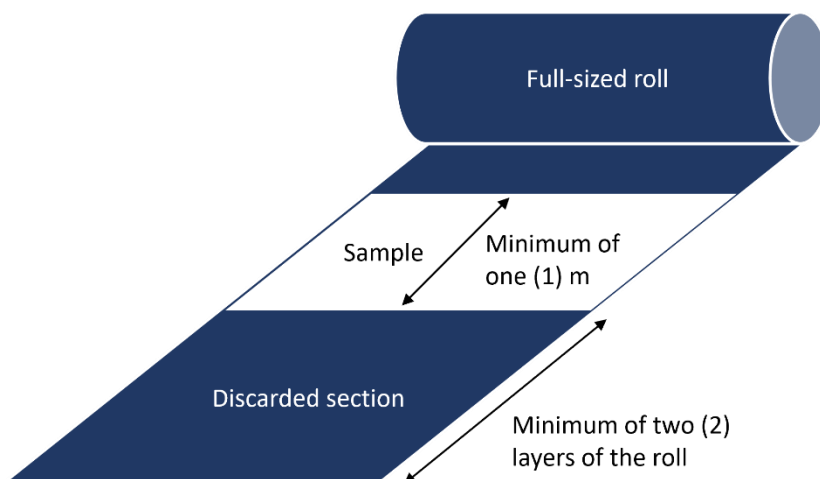 Full-sized roll
Sample
Minimum of
one (1) m
Discarded section
Minimum of two (2)
layers of the roll